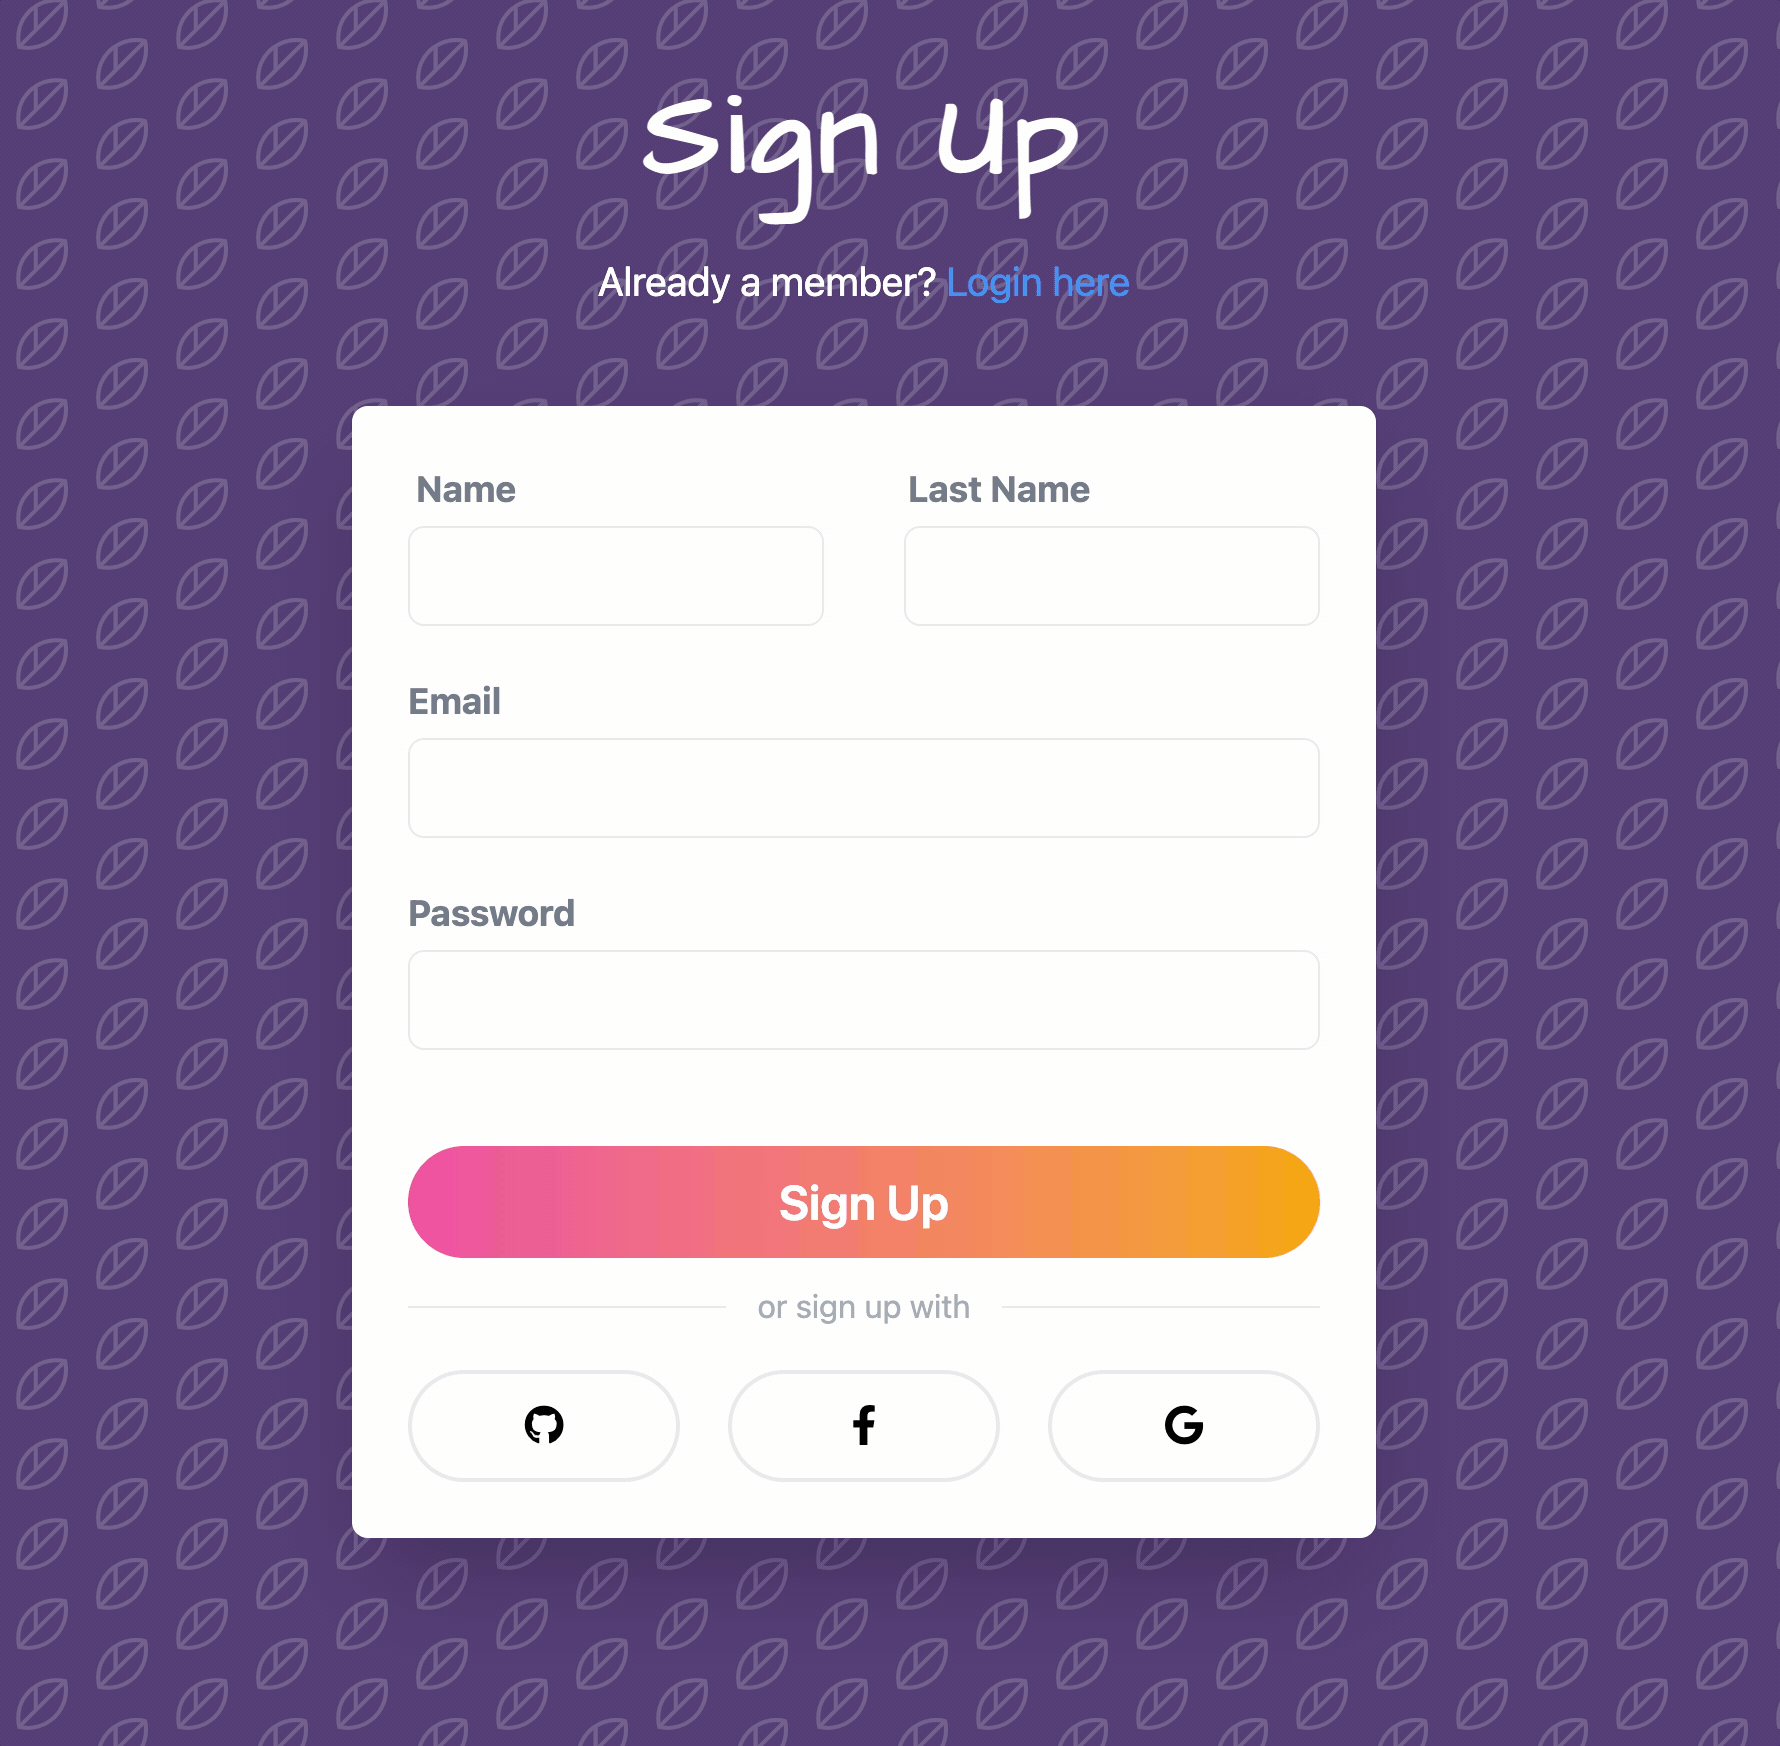 Sign Up
Already a member? Login here
Name Last Name
Email
Password
Sign Up
or sign up with